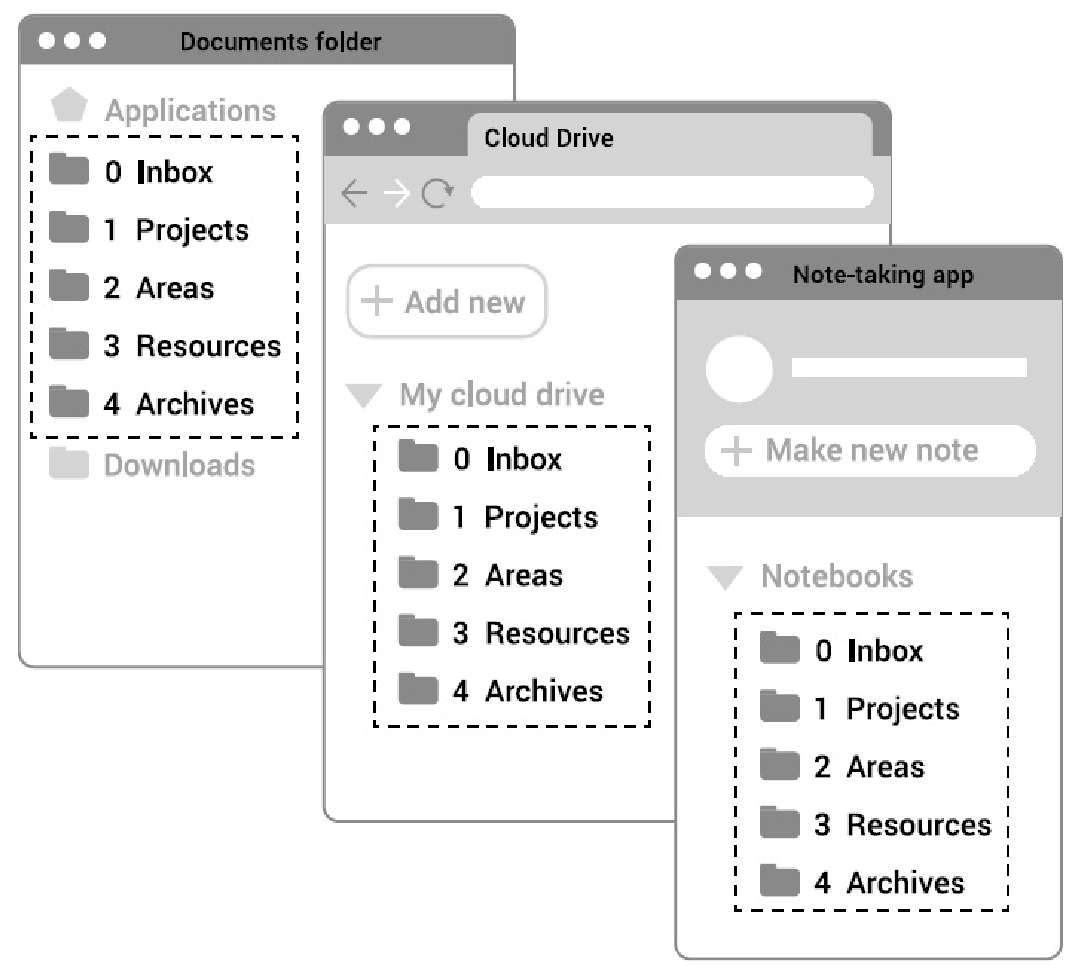 Documents folder
Applications
0 Inbox
1 Projects
2 Areas
3 Resources
4 Archives
Downloads
Cloud Drive
+ Add new
My cloud drive
0 Inbox
1 Projects
2 Areas
3 Resources
4 Archives
Note-taking app
+ Make new note
Notebooks
0 Inbox
1 Projects
2 Areas
3 Resources
4 Archives